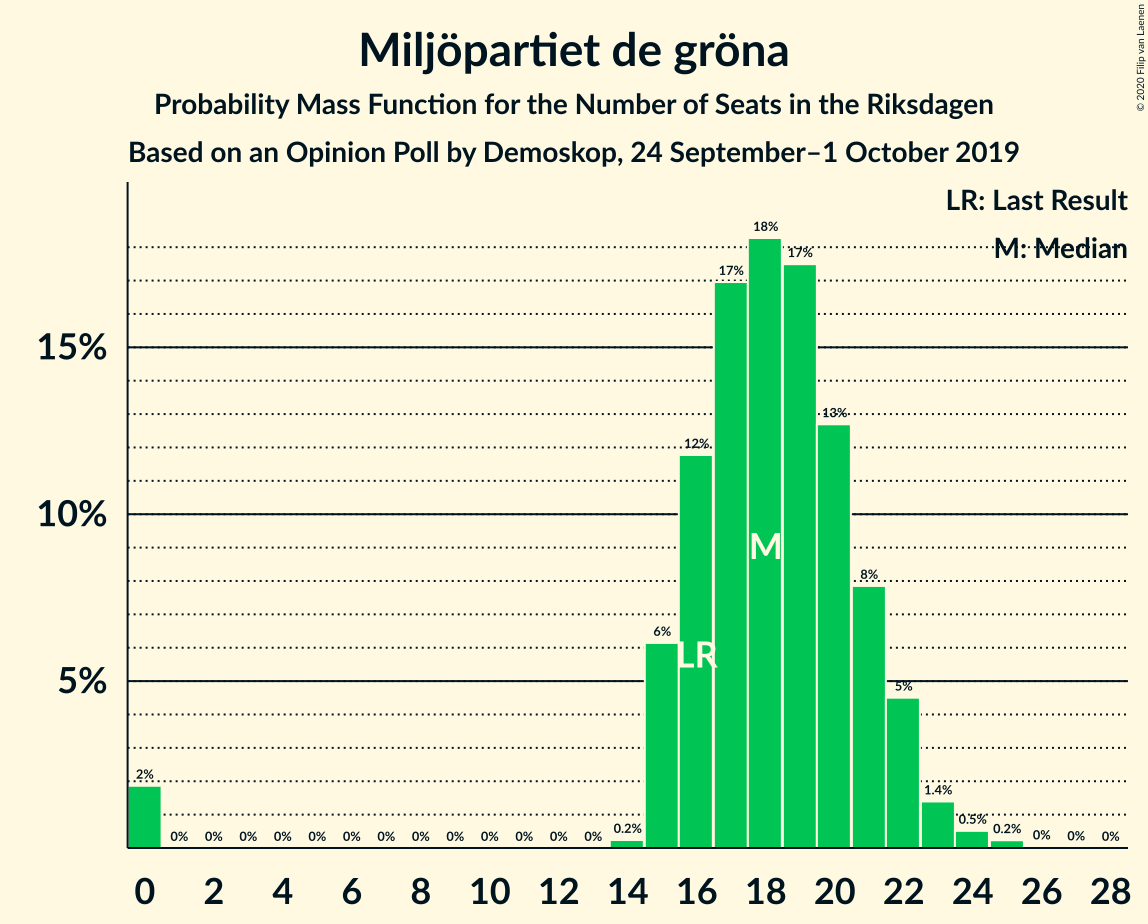 Miljöpartiet de gröna
Probability Mass Function for the Number of Seats in the Riksdagen
Based on an Opinion Poll by Demoskop, 24 September–1 October 2019
© 2020 Filip van Laenen
LR: Last Result
M: Median
15%
10%
5%
2% 0% 0% 0% 0% 0% 0% 0% 0% 0% 0% 0% 0% 0% 0.2% 6% 12% 17% 18% 17% 13% 8% 5% 1.4% 0.5% 0.2% 0% 0% 0%
LR M
0 2 4 6 8 10 12 14 16 18 20 22 24 26 28